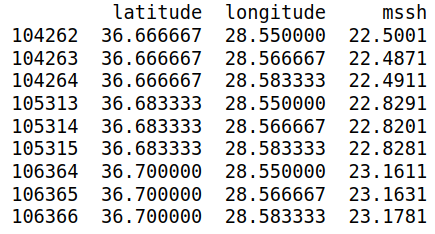 latitude longitude mssh
104262 36.666667 28.550000 22.5001
104263 36.666667 28.566667 22.4871
104264 36.666667 28.583333 22.4911
105313 36.683333 28.550000 22.8291
105314 36.683333 28.566667 22.8201
105315 36.683333 28.583333 22.8281
106364 36.700000 28.550000 23.1611
106365 36.700000 28.566667 23.1631
106366 36.700000 28.583333 23.1781